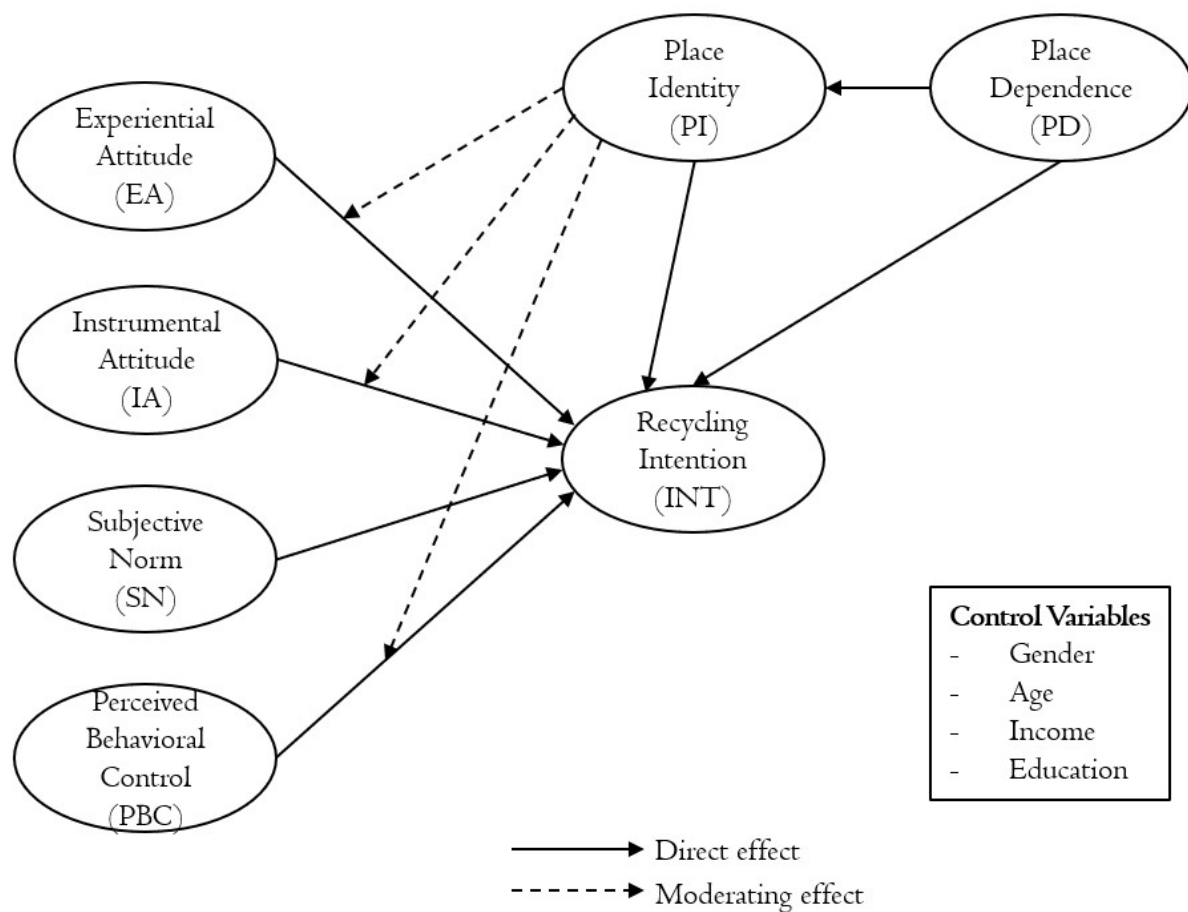 Place
Identity
(PI)
Place
Dependence
(PD)
Experiential
Attitude
(EA)
Instrumental
Attitude
(IA)
Recycling
Intention
(INT)
Subjective
Norm
(SN)
Perceived
Behavioral
Control
(PBC)
Control Variables
- Gender
- Age
- Income
- Education
Direct effect
Moderating effect